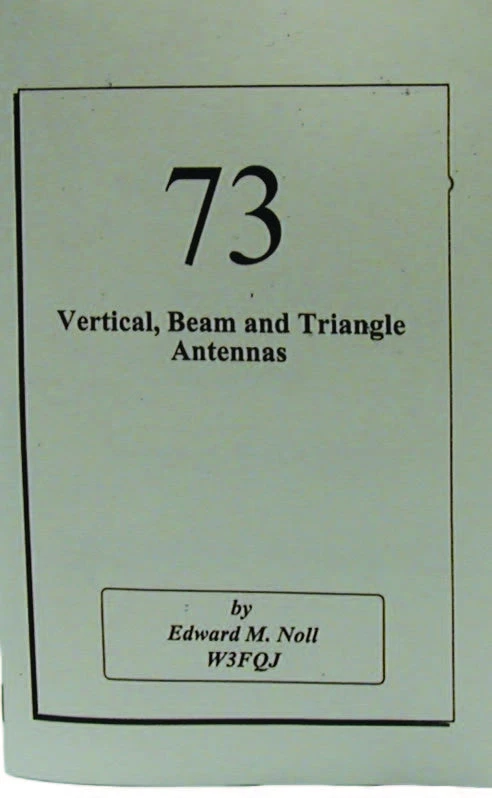 73
Vertical, Beam and Triangle
Antennas
by
Edward M. Noll
W3FQJ